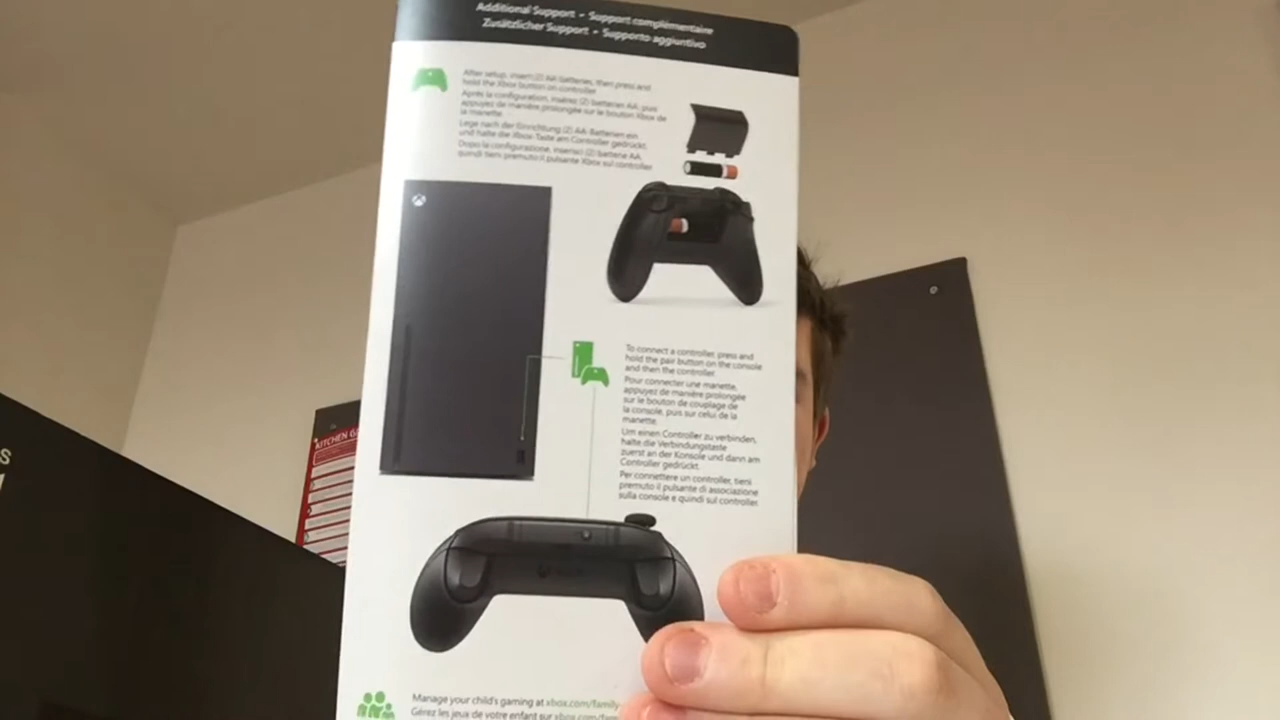 Additional Support - Support complémentaire
Zusätzlicher Support - Supporto aggiuntivo
After setup, insert (2) AA batteries, then press and
hold the Xbox button on controller.
Après la configuration, insérez (2) batteries AA, puis
appuyez de manière prolongée sur le bouton Xbox de
la manette.
Lege nach der Einrichtung (2) AA-Batterien ein
und halte die Xbox-Taste am Controller gedrückt.
Dopo la configurazione, inserisci (2) batterie AA,
quindi tieni premuto il pulsante Xbox sul controller.
To connect a controller, press and
hold the pair button on the console
and then the controller.
Pour connecter une manette,
appuyez de manière prolongée
sur le bouton de couplage de
la console, puis sur celui de la
manette.
Um einen Controller zu verbinden,
halte die Verbindungstaste
zuerst an der Konsole und dann am
Controller gedrückt.
Per connettere un controller, tieni
premuto il pulsante di associazione
sulla console e quindi sul controller.
Manage your child's gaming at xbox.com/family
Gérez les jeux de votre enfant sur xbox.com/fam
KITCHEN
S